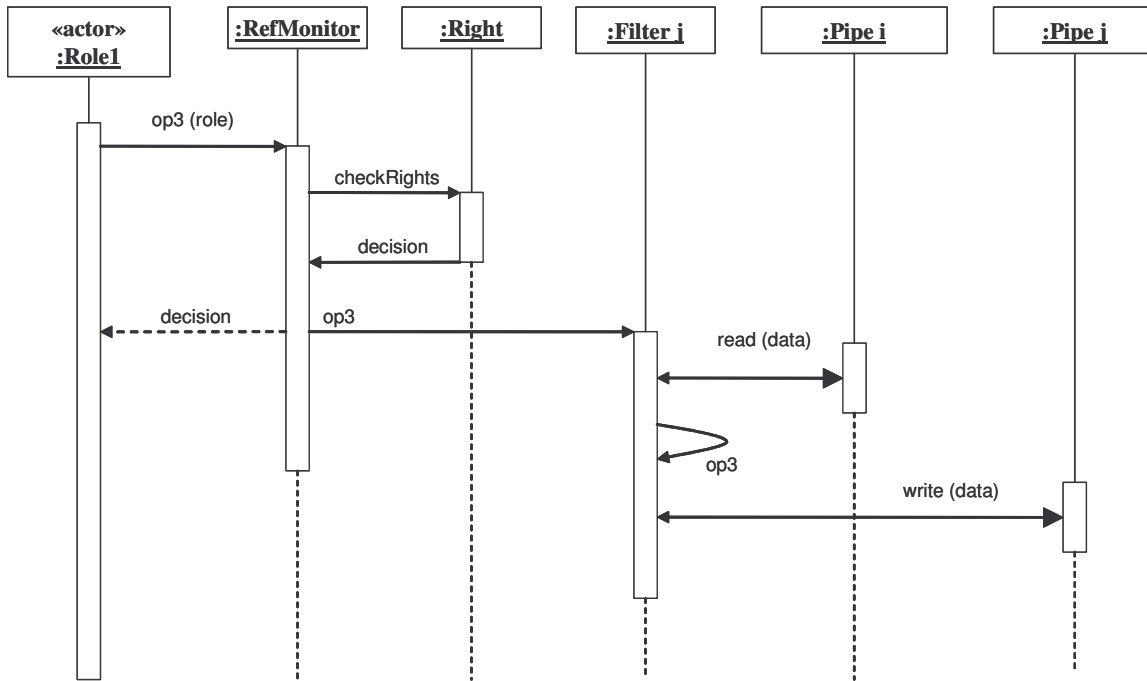 «actor»
:Role1
:RefMonitor
:Right
:Filter j
:Pipe i
:Pipe j
op3 (role)
checkRights
decision
decision
op3
read (data)
op3
write (data)